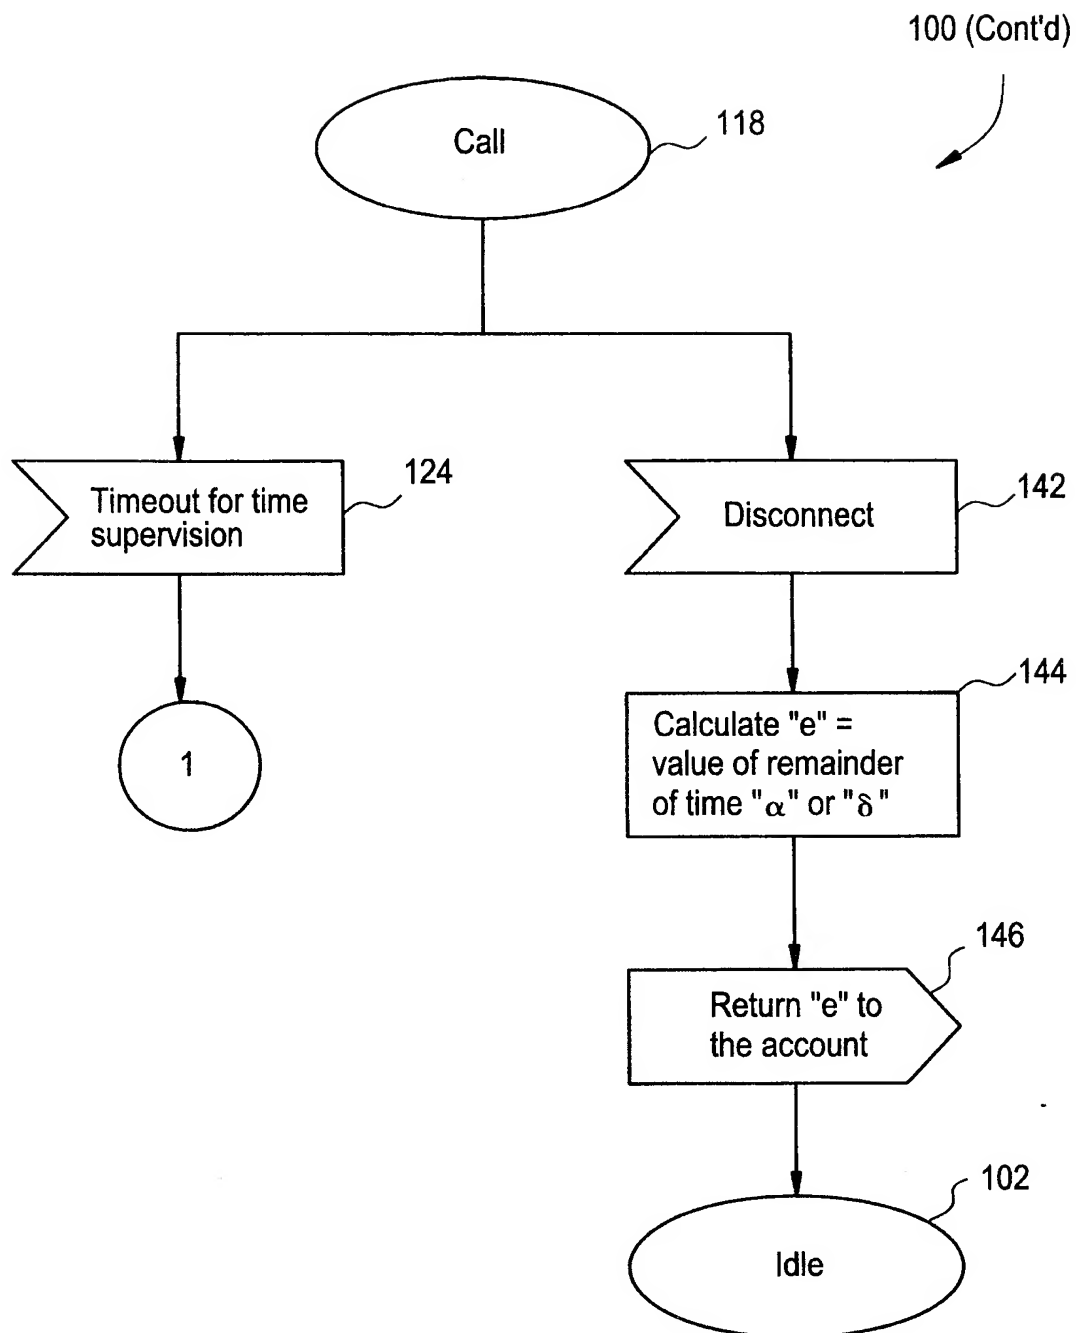 100 (Cont'd)
Call
118
Timeout for time
supervision
124
Disconnect
142
1
144
Calculate "e" =
value of remainder
of time "α" or "δ"
146
Return "e" to
the account
102
Idle